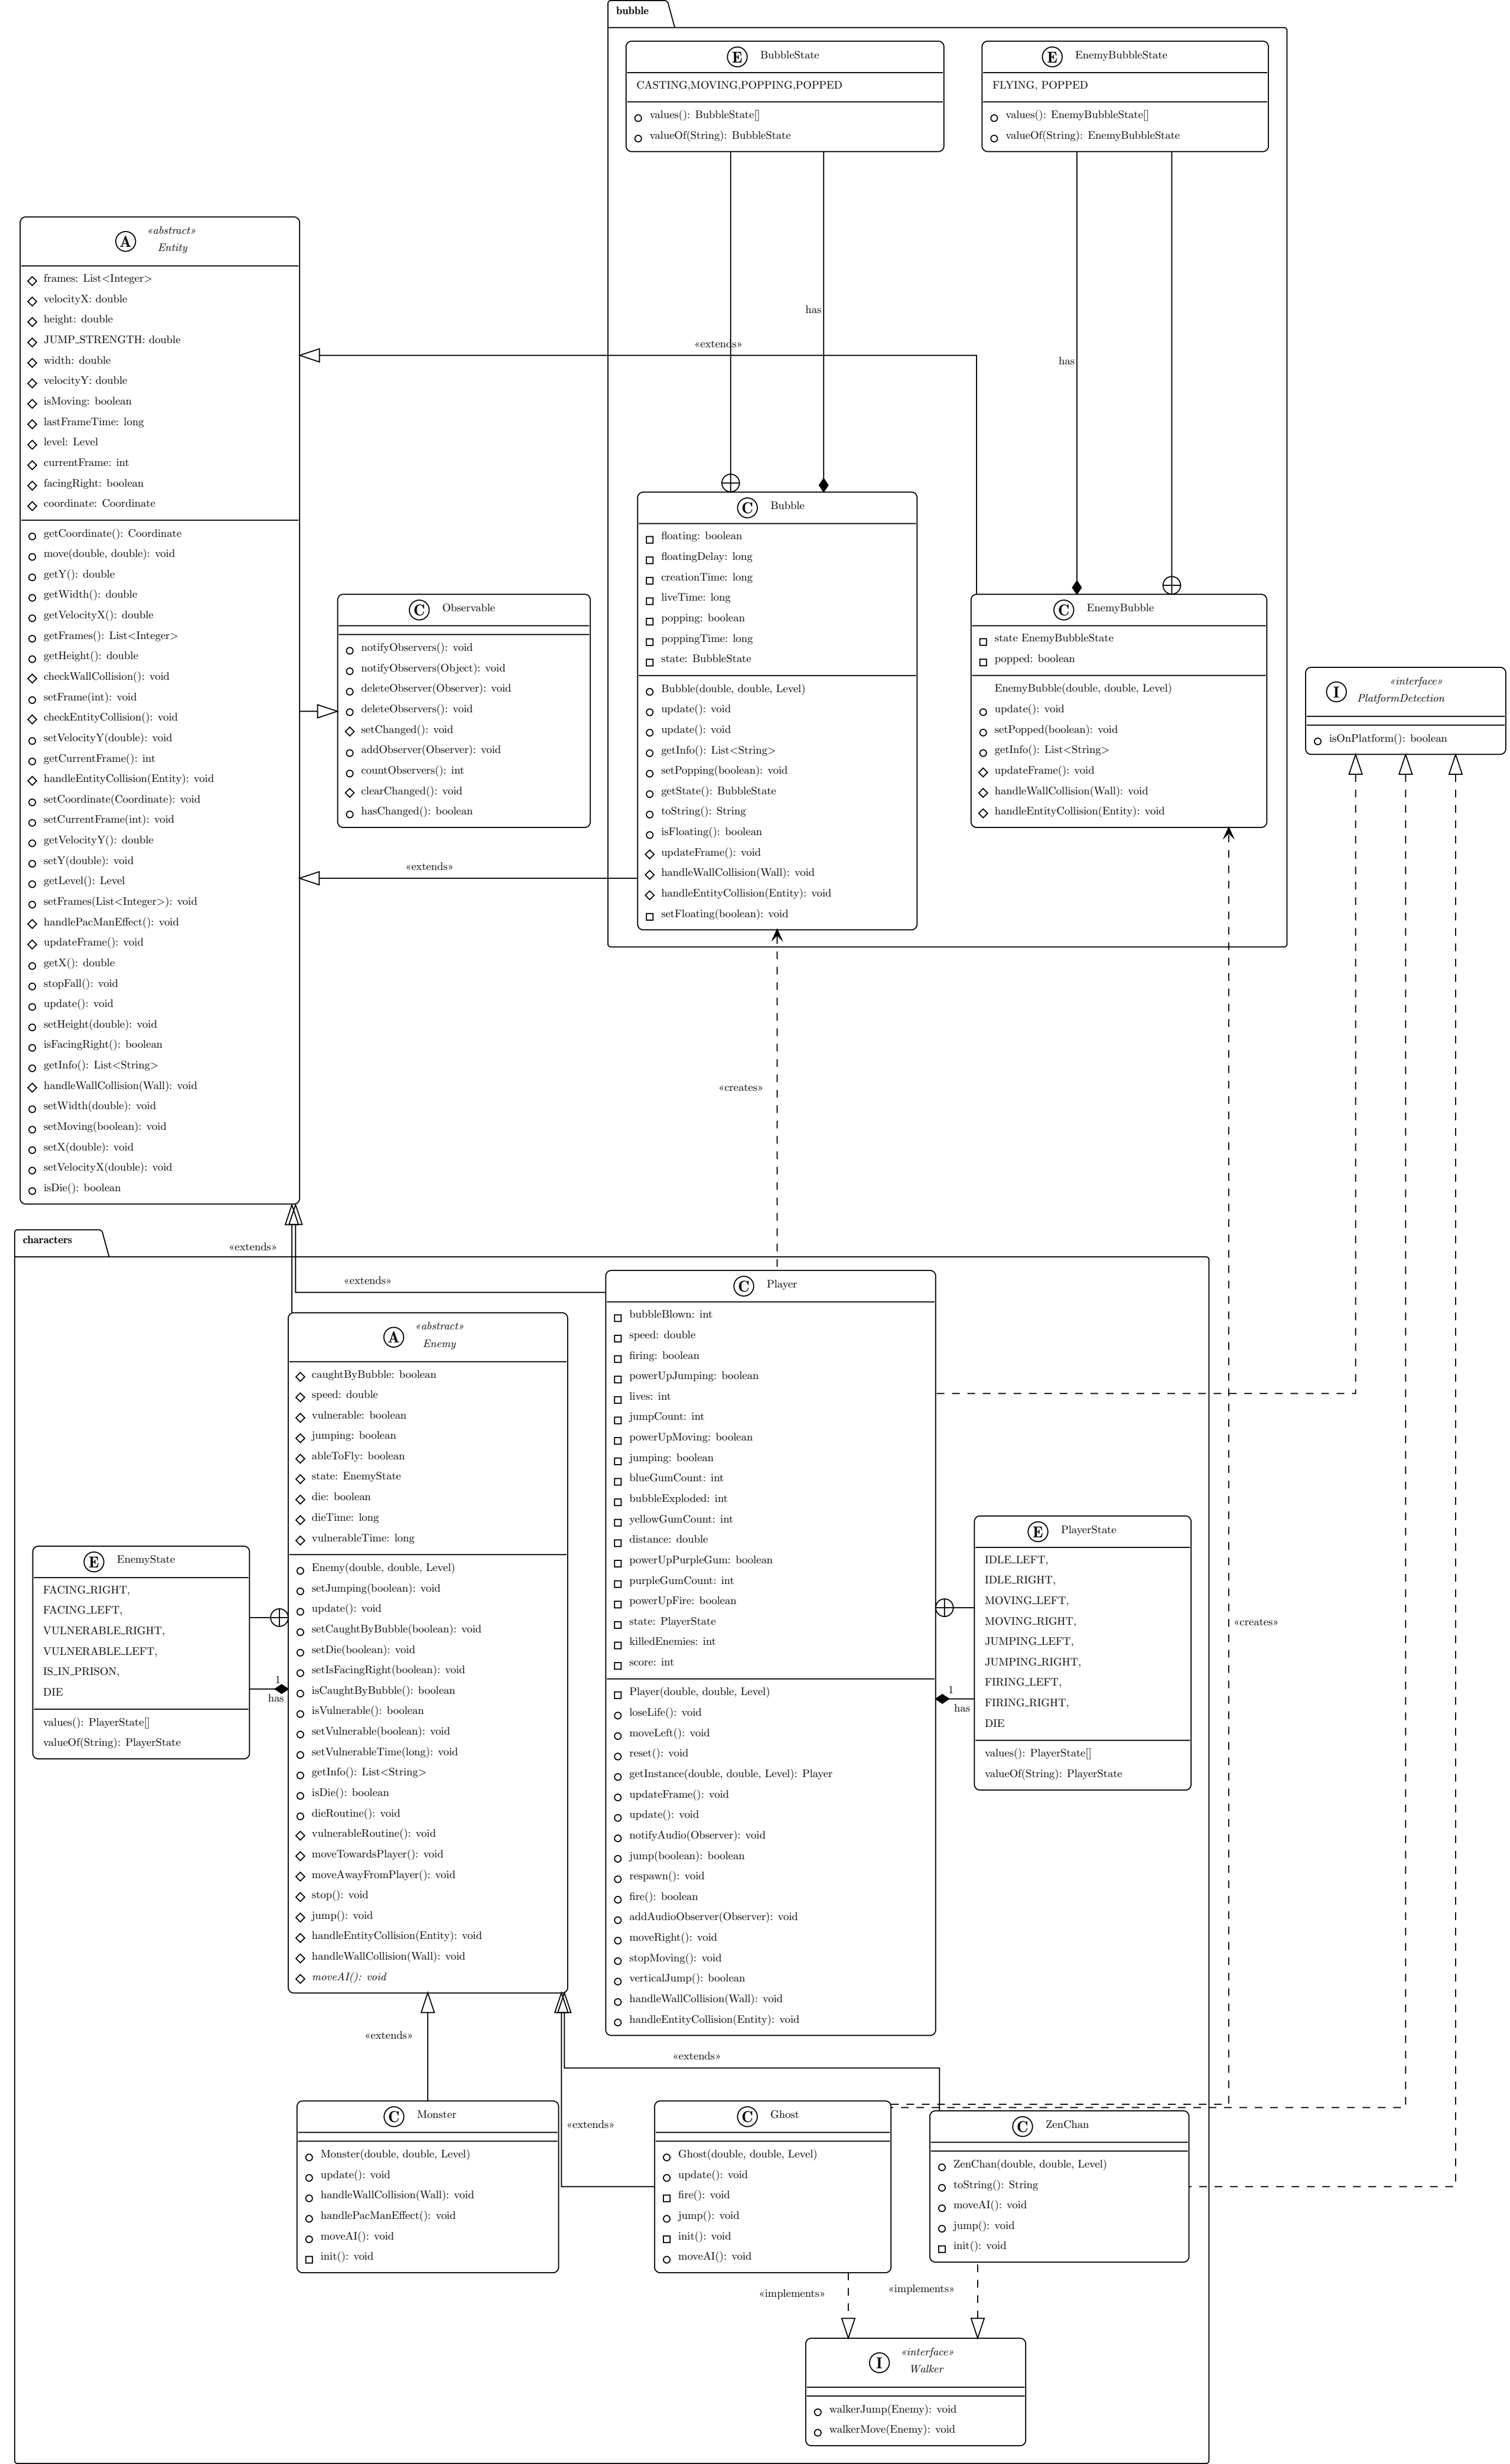 bubble
E BubbleState
CASTING,MOVING,POPPING,POPPED
values(): BubbleState[]
valueOf(String): BubbleState
E EnemyBubbleState
FLYING, POPPED
values(): EnemyBubbleState[]
valueOf(String): EnemyBubbleState
A «abstract»
Entity
frames: List<Integer>
velocityX: double
height: double
JUMP_STRENGTH: double
width: double
velocityY: double
isMoving: boolean
lastFrameTime: long
level: Level
currentFrame: int
facingRight: boolean
coordinate: Coordinate
getCoordinate(): Coordinate
move(double, double): void
getY(): double
getWidth(): double
getVelocityX(): double
getFrames(): List<Integer>
getHeight(): double
checkWallCollision(): void
setFrame(int): void
checkEntityCollision(): void
setVelocityY(double): void
getCurrentFrame(): int
handleEntityCollision(Entity): void
setCoordinate(Coordinate): void
setCurrentFrame(int): void
getVelocityY(): double
setY(double): void
getLevel(): Level
setFrames(List<Integer>): void
handlePacManEffect(): void
updateFrame(): void
getX(): double
stopFall(): void
update(): void
setHeight(double): void
isFacingRight(): boolean
getInfo(): List<String>
handleWallCollision(Wall): void
setWidth(double): void
setMoving(boolean): void
setX(double): void
setVelocityX(double): void
isDie(): boolean
has
«extends»
has
C Observable
notifyObservers(): void
notifyObservers(Object): void
deleteObserver(Observer): void
deleteObservers(): void
setChanged(): void
addObserver(Observer): void
countObservers(): int
clearChanged(): void
hasChanged(): boolean
«extends»
C Bubble
floating: boolean
floatingDelay: long
creationTime: long
liveTime: long
popping: boolean
poppingTime: long
state: BubbleState
Bubble(double, double, Level)
update(): void
update(): void
getInfo(): List<String>
setPopping(boolean): void
getState(): BubbleState
toString(): String
isFloating(): boolean
updateFrame(): void
handleWallCollision(Wall): void
handleEntityCollision(Entity): void
setFloating(boolean): void
C EnemyBubble
state EnemyBubbleState
popped: boolean
EnemyBubble(double, double, Level)
update(): void
setPopped(boolean): void
getInfo(): List<String>
updateFrame(): void
handleWallCollision(Wall): void
handleEntityCollision(Entity): void
I «interface»
PlatformDetection
isOnPlatform(): boolean
«creates»
characters
«extends»
«extends»
A «abstract»
Enemy
caughtByBubble: boolean
speed: double
vulnerable: boolean
jumping: boolean
ableToFly: boolean
state: EnemyState
die: boolean
dieTime: long
vulnerableTime: long
Enemy(double, double, Level)
setJumping(boolean): void
update(): void
setCaughtByBubble(boolean): void
setDie(boolean): void
setIsFacingRight(boolean): void
isCaughtByBubble(): boolean
isVulnerable(): boolean
setVulnerable(boolean): void
setVulnerableTime(long): void
getInfo(): List<String>
isDie(): boolean
dieRoutine(): void
vulnerableRoutine(): void
moveTowardsPlayer(): void
moveAwayFromPlayer(): void
stop(): void
jump(): void
handleEntityCollision(Entity): void
handleWallCollision(Wall): void
moveAI(): void
C Player
bubbleBlown: int
speed: double
firing: boolean
powerUpJumping: boolean
lives: int
jumpCount: int
powerUpMoving: boolean
jumping: boolean
blueGumCount: int
bubbleExploded: int
yellowGumCount: int
distance: double
powerUpPurpleGum: boolean
purpleGumCount: int
powerUpFire: boolean
state: PlayerState
killedEnemies: int
score: int
Player(double, double, Level)
loseLife(): void
moveLeft(): void
reset(): void
getInstance(double, double, Level): Player
updateFrame(): void
update(): void
notifyAudio(Observer): void
jump(boolean): boolean
respawn(): void
fire(): boolean
addAudioObserver(Observer): void
moveRight(): void
stopMoving(): void
verticalJump(): boolean
handleWallCollision(Wall): void
handleEntityCollision(Entity): void
E EnemyState
FACING_RIGHT,
FACING_LEFT,
VULNERABLE_RIGHT,
VULNERABLE_LEFT,
IS_IN_PRISON,
DIE
values(): PlayerState[]
valueOf(String): PlayerState
1
has
E PlayerState
IDLE_LEFT,
IDLE_RIGHT,
MOVING_LEFT,
MOVING_RIGHT,
JUMPING_LEFT,
JUMPING_RIGHT,
FIRING_LEFT,
FIRING_RIGHT,
DIE
values(): PlayerState[]
valueOf(String): PlayerState
1
has
«creates»
«extends»
«extends»
«extends»
C Monster
Monster(double, double, Level)
update(): void
handleWallCollision(Wall): void
handlePacManEffect(): void
moveAI(): void
init(): void
C Ghost
Ghost(double, double, Level)
update(): void
fire(): void
jump(): void
init(): void
moveAI(): void
C ZenChan
ZenChan(double, double, Level)
toString(): String
moveAI(): void
jump(): void
init(): void
«implements»
«implements»
I «interface»
Walker
walkerJump(Enemy): void
walkerMove(Enemy): void